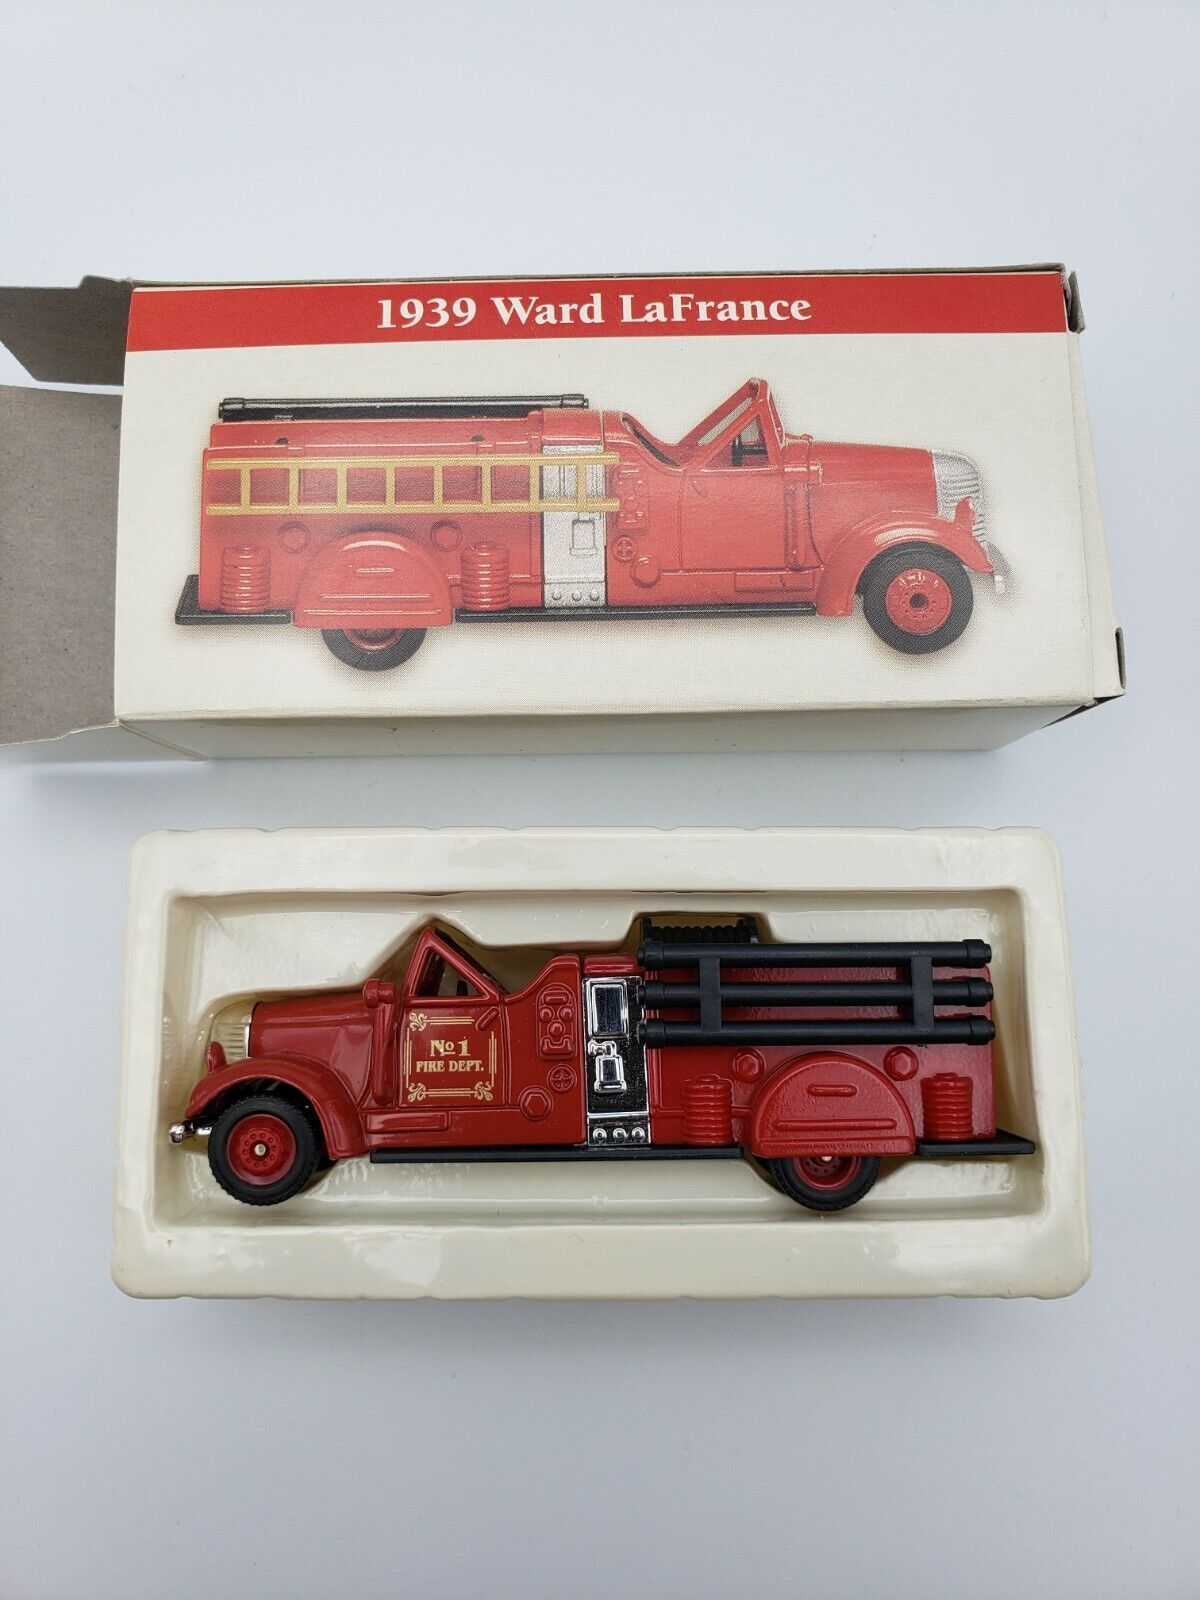 1939 Ward LaFrance
No 1
FIRE DEPT.